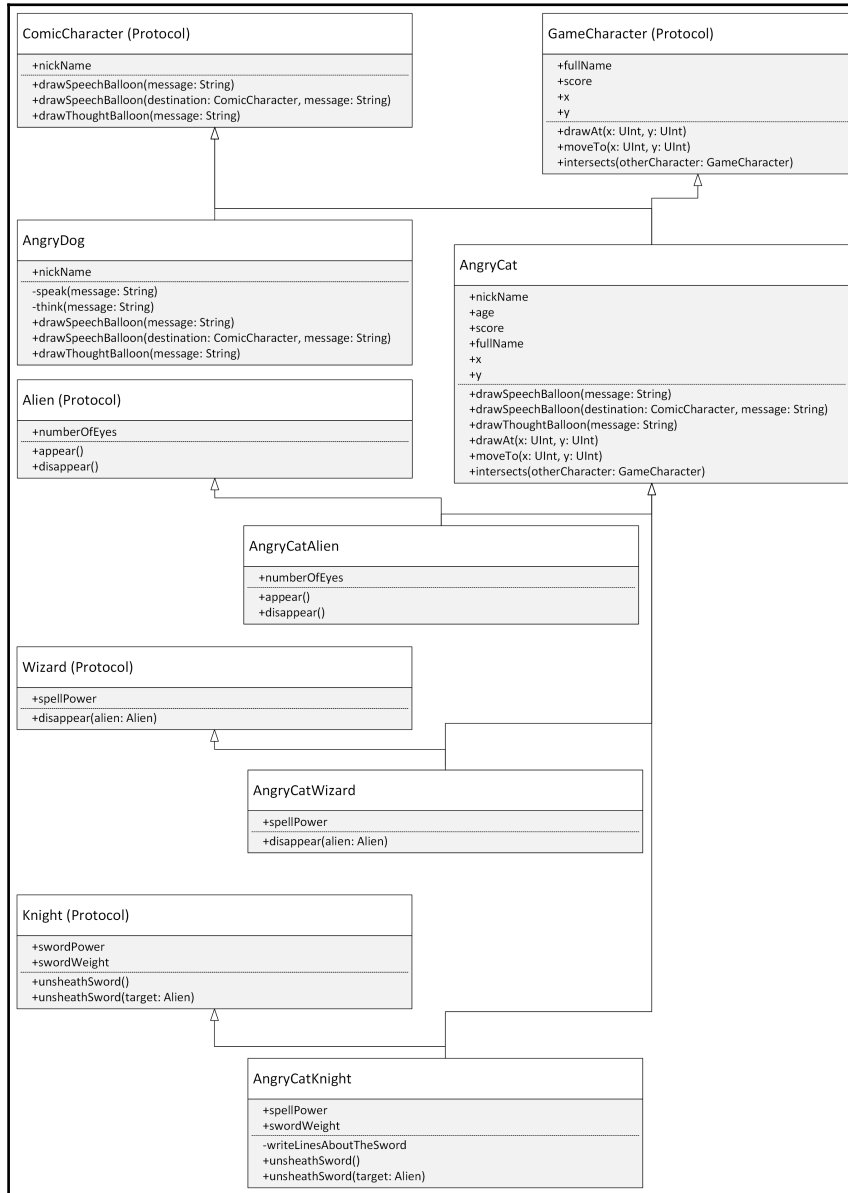 ComicCharacter (Protocol)
+nickName
+drawSpeechBalloon(message: String)
+drawSpeechBalloon(destination: ComicCharacter, message: String)
+drawThoughtBalloon(message: String)
GameCharacter (Protocol)
+fullName
+score
+x
+y
+drawAt(x: UInt, y: UInt)
+moveTo(x: UInt, y: UInt)
+intersects(otherCharacter: GameCharacter)
AngryDog
+nickName
-speak(message: String)
-think(message: String)
+drawSpeechBalloon(message: String)
+drawSpeechBalloon(destination: ComicCharacter, message: String)
+drawThoughtBalloon(message: String)
AngryCat
+nickName
+age
+score
+fullName
+x
+y
+drawSpeechBalloon(message: String)
+drawSpeechBalloon(destination: ComicCharacter, message: String)
+drawThoughtBalloon(message: String)
+drawAt(x: UInt, y: UInt)
+moveTo(x: UInt, y: UInt)
+intersects(otherCharacter: GameCharacter)
Alien (Protocol)
+numberOfEyes
+appear()
+disappear()
AngryCatAlien
+numberOfEyes
+appear()
+disappear()
Wizard (Protocol)
+spellPower
+disappear(alien: Alien)
AngryCatWizard
+spellPower
+disappear(alien: Alien)
Knight (Protocol)
+swordPower
+swordWeight
+unsheathSword()
+unsheathSword(target: Alien)
AngryCatKnight
+spellPower
+swordWeight
-writeLinesAboutTheSword
+unsheathSword()
+unsheathSword(target: Alien)